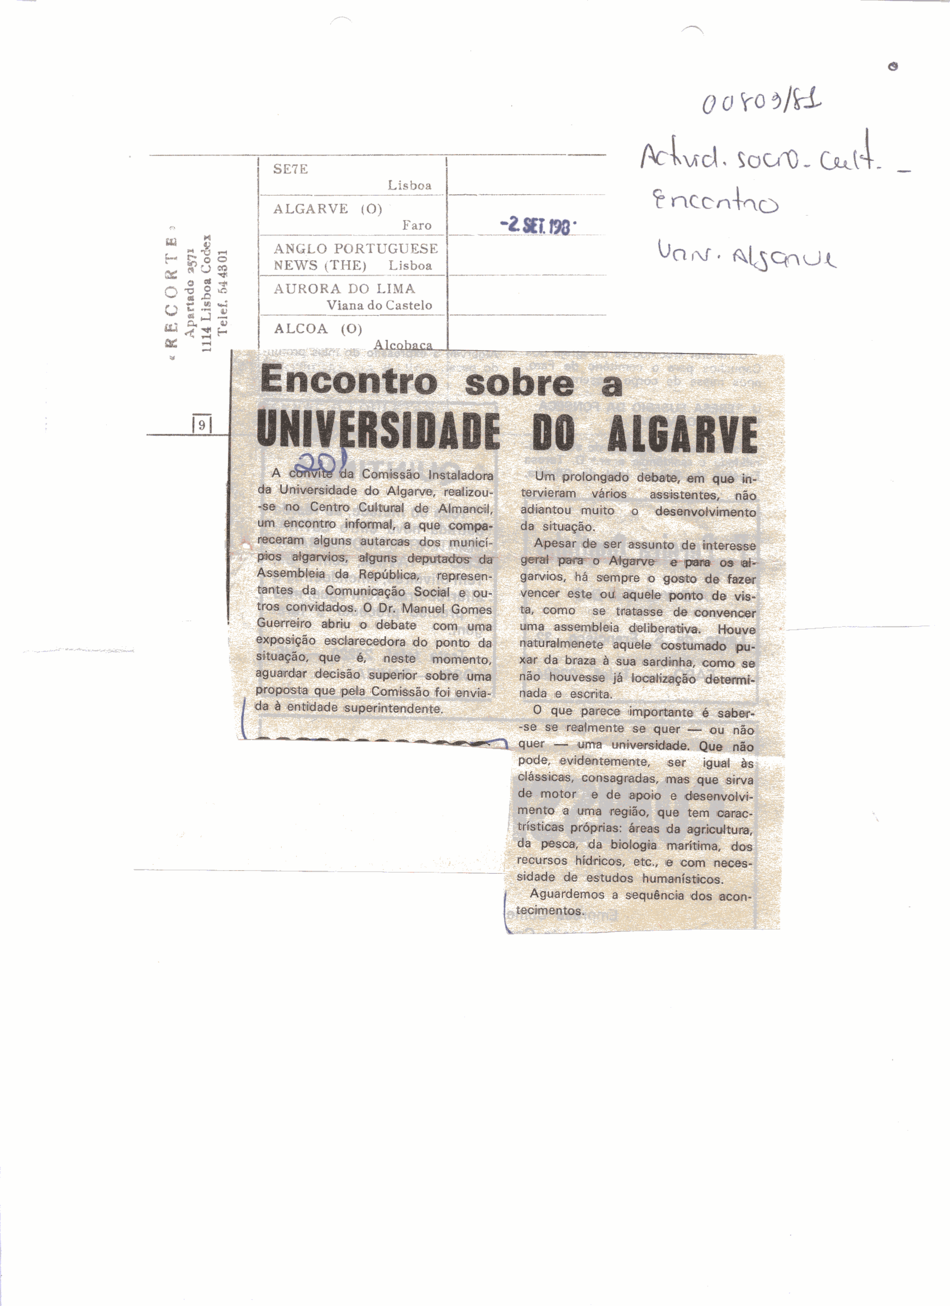 00809/81
Activid. socio-cult. -
Encontro
Univ. Algarve
« RECORTE »
Apartado 2571
1114 Lisboa Codex
Telef. 54 43 01
9
SE7E
Lisboa
ALGARVE (O)
Faro
-2 SET. 198
ANGLO PORTUGUESE
NEWS (THE) Lisboa
AURORA DO LIMA
Viana do Castelo
ALCOA (O)
Alcobaça
Encontro sobre a
UNIVERSIDADE DO ALGARVE
20
A convite da Comissão Instaladora
da Universidade do Algarve, realizou-
-se no Centro Cultural de Almancil,
um encontro informal, a que compa-
receram alguns autarcas dos municí-
pios algarvios, alguns deputados da
Assembleia da República, represen-
tantes da Comunicação Social e ou-
tros convidados. O Dr. Manuel Gomes
Guerreiro abriu o debate com uma
exposição esclarecedora do ponto da
situação, que é, neste momento,
aguardar decisão superior sobre uma
proposta que pela Comissão foi envia-
da à entidade superintendente.
Um prolongado debate, em que in-
tervieram vários assistentes, não
adiantou muito o desenvolvimento
da situação.
Apesar de ser assunto de interesse
geral para o Algarve e para os al-
garvios, há sempre o gosto de fazer
vencer este ou aquele ponto de vis-
ta, como se tratasse de convencer
uma assembleia deliberativa. Houve
naturalmenete aquele costumado pu-
xar da braza à sua sardinha, como se
não houvesse já localização determi-
nada e escrita.
O que parece importante é saber-
-se se realmente se quer — ou não
quer — uma universidade. Que não
pode, evidentemente, ser igual às
clássicas, consagradas, mas que sirva
de motor e de apoio e desenvolvi-
mento a uma região, que tem carac-
trísticas próprias: áreas da agricultura,
da pesca, da biologia marítima, dos
recursos hídricos, etc., e com neces-
sidade de estudos humanísticos.
Aguardemos a sequência dos acon-
tecimentos.